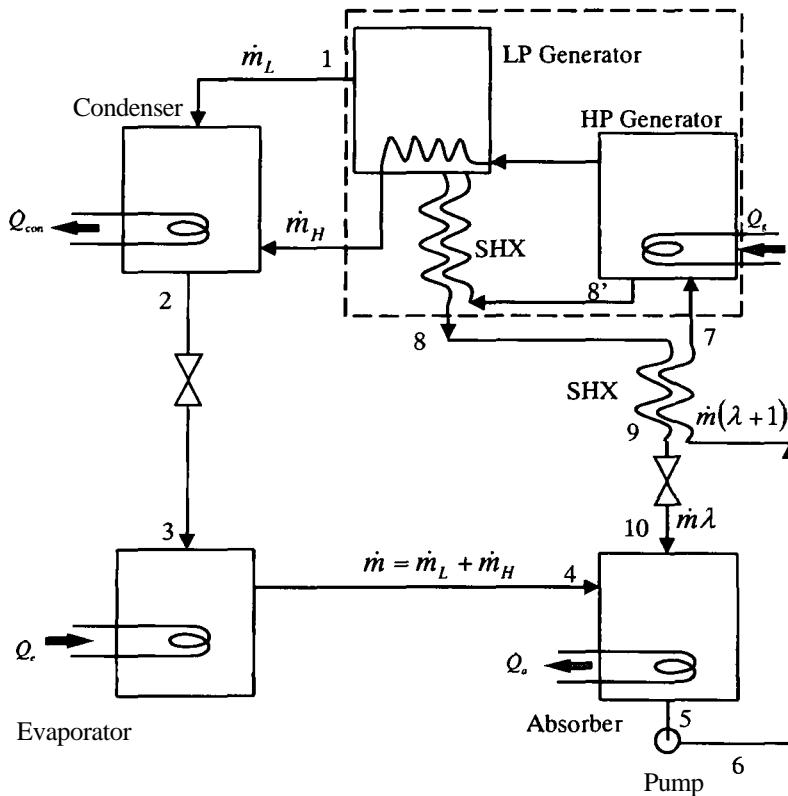 ṁ_L
1
LP Generator
Condenser
HP Generator
Q_con
ṁ_H
SHX
Q_g
2
8'
8
7
SHX
9
ṁ(λ+1)
3
10
ṁλ
ṁ = ṁ_L + ṁ_H
4
Q_e
Q_a
Evaporator
Absorber
5
6
Pump